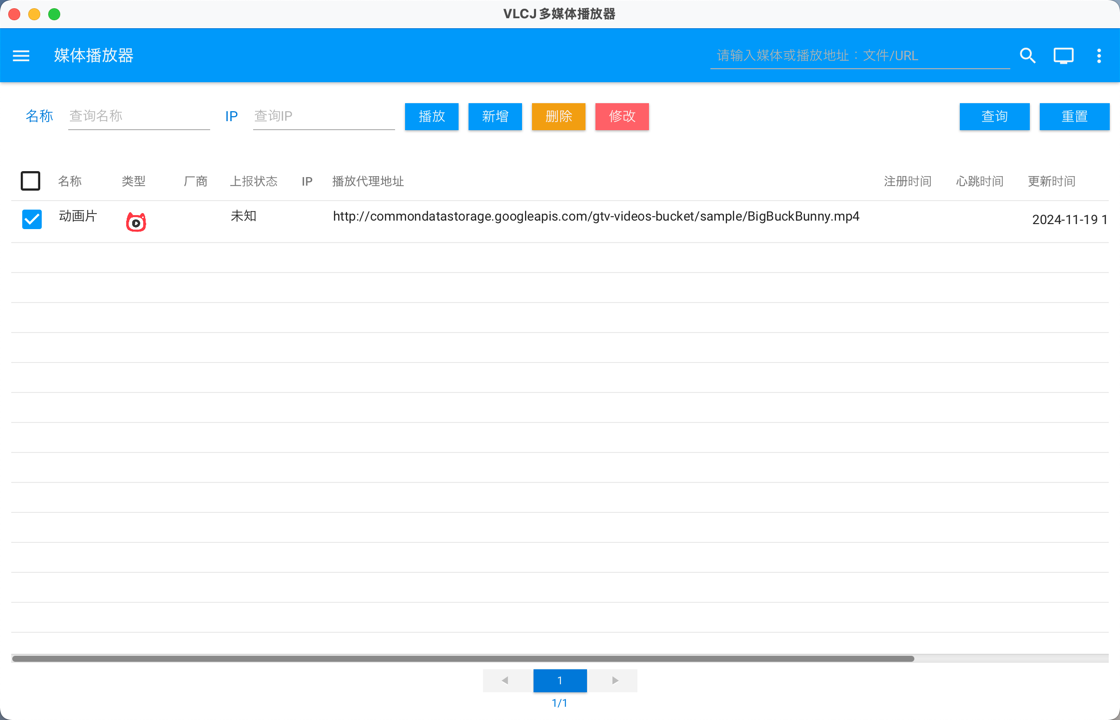 VLCJ 多媒体播放器
媒体播放器 请输入媒体或播放地址：文件/URL
名称 查询名称 IP 查询IP 播放 新增 删除 修改 查询 重置
名称 类型 厂商 上报状态 IP 播放代理地址 注册时间 心跳时间 更新时间
动画片 未知 http://commondatastorage.googleapis.com/gtv-videos-bucket/sample/BigBuckBunny.mp4 2024-11-19 1
1
1/1